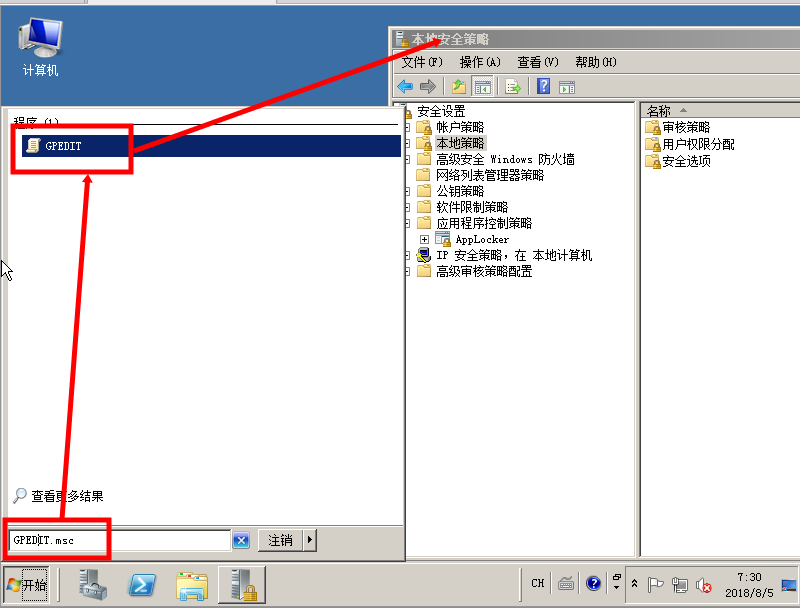 计算机
本地安全策略
文件(F) 操作(A) 查看(V) 帮助(H)
程序 (1)
GPEDIT
安全设置
帐户策略
本地策略
高级安全 Windows 防火墙
网络列表管理器策略
公钥策略
软件限制策略
应用程序控制策略
AppLocker
IP 安全策略，在 本地计算机
高级审核策略配置
名称
审核策略
用户权限分配
安全选项
查看更多结果
GPEDIT.msc
注销
开始
CH
7:30
2018/8/5